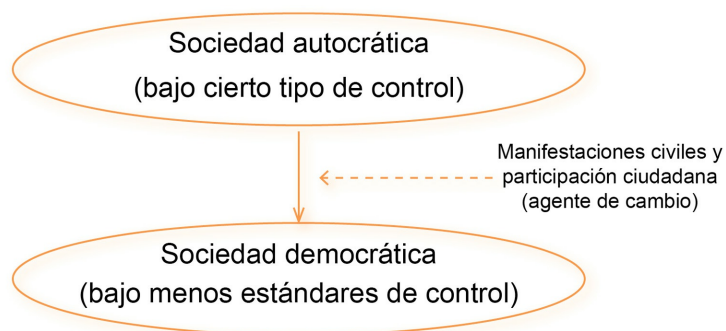 Sociedad autocrática
(bajo cierto tipo de control)
Manifestaciones civiles y
participación ciudadana
(agente de cambio)
Sociedad democrática
(bajo menos estándares de control)